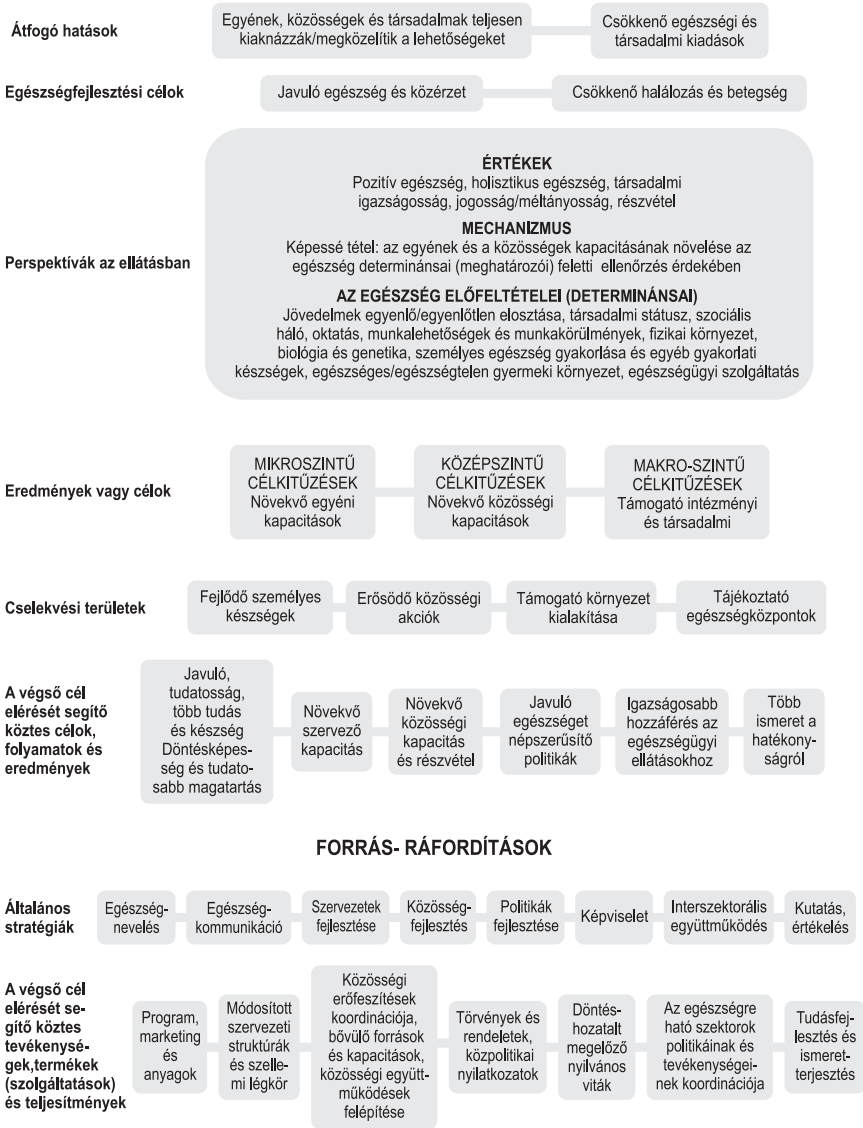 Átfogó hatások
Egyének, közösségek és társadalmak teljesen
kiaknázzák/megközelítik a lehetőségeket
Csökkenő egészségi és
társadalmi kiadások
Egészségfejlesztési célok
Javuló egészség és közérzet
Csökkenő halálozás és betegség
Perspektívák az ellátásban
ÉRTÉKEK
Pozitív egészség, holisztikus egészség, társadalmi
igazságosság, jogosság/méltányosság, részvétel
MECHANÍZMUS
Képessé tétel: az egyének és a közösségek kapacitásának növelése az
egészség determinánsai (meghatározói) feletti ellenőrzés érdekében
AZ EGÉSZSÉG ELŐFELTÉTELEI (DETERMINÁNSAI)
Jövedelmek egyenlő/egyenlőtlen elosztása, társadalmi státusz, szociális
háló, oktatás, munkalehetőségek és munkakörülmények, fizikai környezet,
biológia és genetika, személyes egészség gyakorlása és egyéb gyakorlati
készségek, egészséges/egészségtelen gyermeki környezet, egészségügyi szolgáltatás
Eredmények vagy célok
MIKROSZINTŰ
CÉLKITŰZÉSEK
Növekvő egyéni
kapacitások
KÖZÉPSZINTŰ
CÉLKITŰZÉSEK
Növekvő közösségi
kapacitások
MAKRO-SZINTŰ
CÉLKITŰZÉSEK
Támogató intézményi
és társadalmi
Cselekvési területek
Fejlődő személyes
készségek
Erősödő közösségi
akciók
Támogató környezet
kialakítása
Tájékoztató
egészségközpontok
A végső cél
elérését segítő
köztes célok,
folyamatok és
eredmények
Javuló,
tudatosság,
több tudás
és készség
Döntésképes-
ség és tudato-
sabb magatartás
Növekvő
szervező
kapacitás
Növekvő
közösségi
kapacitás
és részvétel
Javuló
egészséget
népszerűsítő
politikák
Igazságosabb
hozzáférés az
egészségügyi
ellátásokhoz
Több
ismeret a
hatékony-
ságról
FORRÁS- RÁFORDÍTÁSOK
Általános
stratégiák
Egészség-
nevelés
Egészség-
kommunikáció
Szervezetek
fejlesztése
Közösség-
fejlesztés
Politikák
fejlesztése
Képviselet
Interszektorális
együttműködés
Kutatás,
értékelés
A végső cél
elérését se-
gítő köztes
tevékenysé-
gek,termékek
(szolgáltatások)
és teljesítmények
Program,
marketing
és
anyagok
Módosított
szervezeti
struktúrák
és szelle-
mi légkör
Közösségi
erőfeszítések
koordinációja,
bővülő források
és kapacitások,
közösségi együtt-
működések
felépítése
Törvények és
rendeletek,
közpolitikai
nyilatkozatok
Döntés-
hozatalt
megelőző
nyilvános
viták
Az egészségre
ható szektorok
politikáinak és
tevékenységei-
nek koordinációja
Tudásfej-
lesztés és
ismeret-
terjesztés